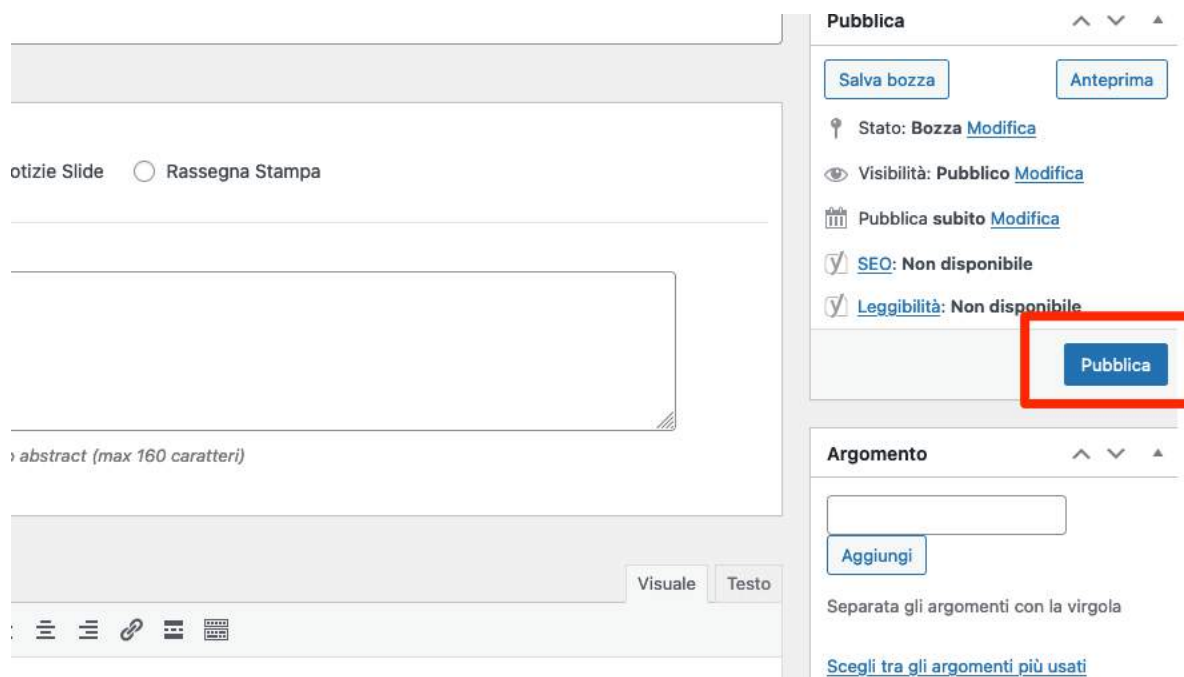 Pubblica
Salva bozza Anteprima
Stato: Bozza Modifica
otizie Slide Rassegna Stampa
Visibilità: Pubblico Modifica
Pubblica subito Modifica
SEO: Non disponibile
Leggibilità: Non disponibile
Pubblica
abstract (max 160 caratteri)
Argomento
Aggiungi
Visuale Testo
Separata gli argomenti con la virgola
Scegli tra gli argomenti più usati